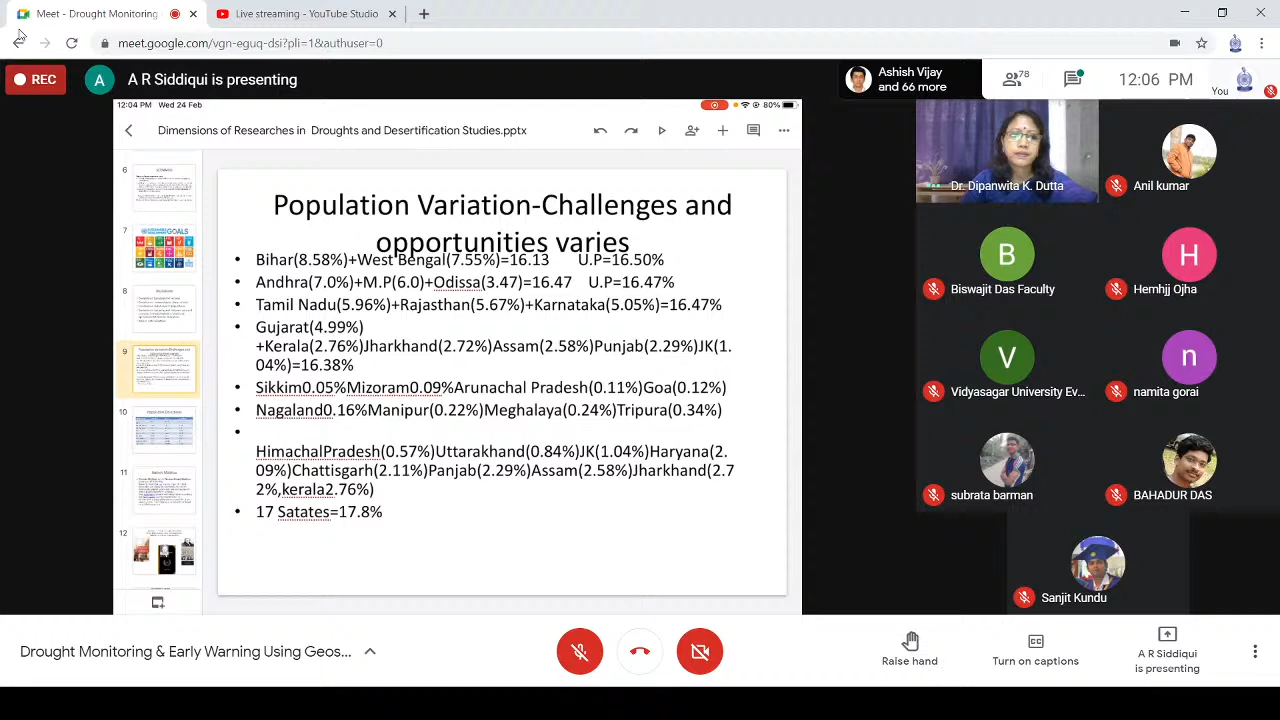 Meet - Drought Monitoring
Live streaming - YouTube Studio
meet.google.com/vgn-eguq-dsi?pli=1&authuser=0
REC
A
A R Siddiqui is presenting
Ashish Vijay
and 66 more
78
12:06 PM
You
12:04 PM Wed 24 Feb
80%
Dimensions of Researches in Droughts and Desertification Studies.pptx
6
7
GOALS
8
9
10
11
12
Population Variation-Challenges and
opportunities varies
• Bihar(8.58%)+West Bengal(7.55%)=16.13 U.P=16.50%
• Andhra(7.0%)+M.P(6.0)+Odissa(3.47)=16.47 U.P=16.47%
• Tamil Nadu(5.96%)+Rajasthan(5.67%)+Karnataka(5.05%)=16.47%
• Gujarat(4.99%)
+Kerala(2.76%)Jharkhand(2.72%)Assam(2.58%)Panjab(2.29%)JK(1.
04%)=16.23%
• Mizoram0.09%Arunachal Pradesh(0.11%)Goa(0.12%)
• Nagaland0.16%Manipur(0.22%)Meghalaya(0.24%)Tripura(0.34%)
•
HimachalPradesh(0.57%)Uttarakhand(0.84%)JK(1.04%)Haryana(2.
09%)Chattisgarh(2.11%)Panjab(2.29%)Assam(2.58%)Jharkhand(2.7
2%,kerala2.76%)
• 17 Satates=17.8%
Dr. Dipanwita
Anil kumar
B
Biswajit Das Faculty
H
Hemhjj Ojha
V
Vidyasagar University Ev...
n
namita gorai
subrata barman
BAHADUR DAS
Sanjit Kundu
Drought Monitoring & Early Warning Using Geos...
Raise hand
Turn on captions
A R Siddiqui
is presenting